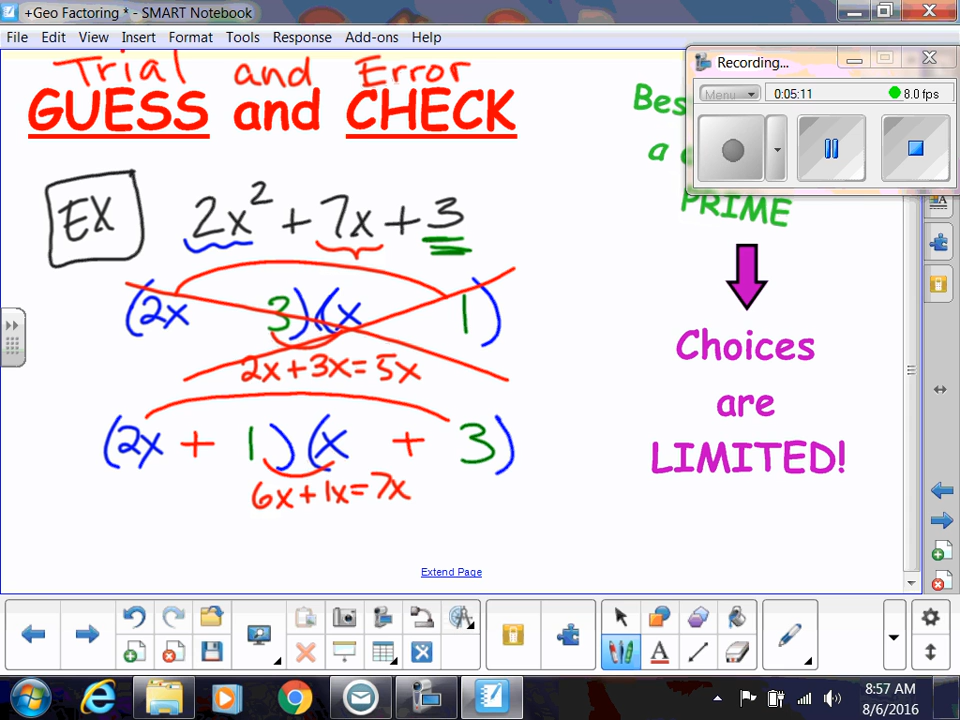 +Geo Factoring * - SMART Notebook
File Edit View Insert Format Tools Response Add-ons Help
Recording...
Menu 0:05:11 8.0 fps
Trial and Error
GUESS and CHECK
Bes
a
PRIME
EX 2x² + 7x + 3
(2x 3)(x 1)
2x + 3x = 5x
(2x + 1)(x + 3)
6x + 1x = 7x
Choices
are
LIMITED!
Extend Page
8:57 AM
8/6/2016